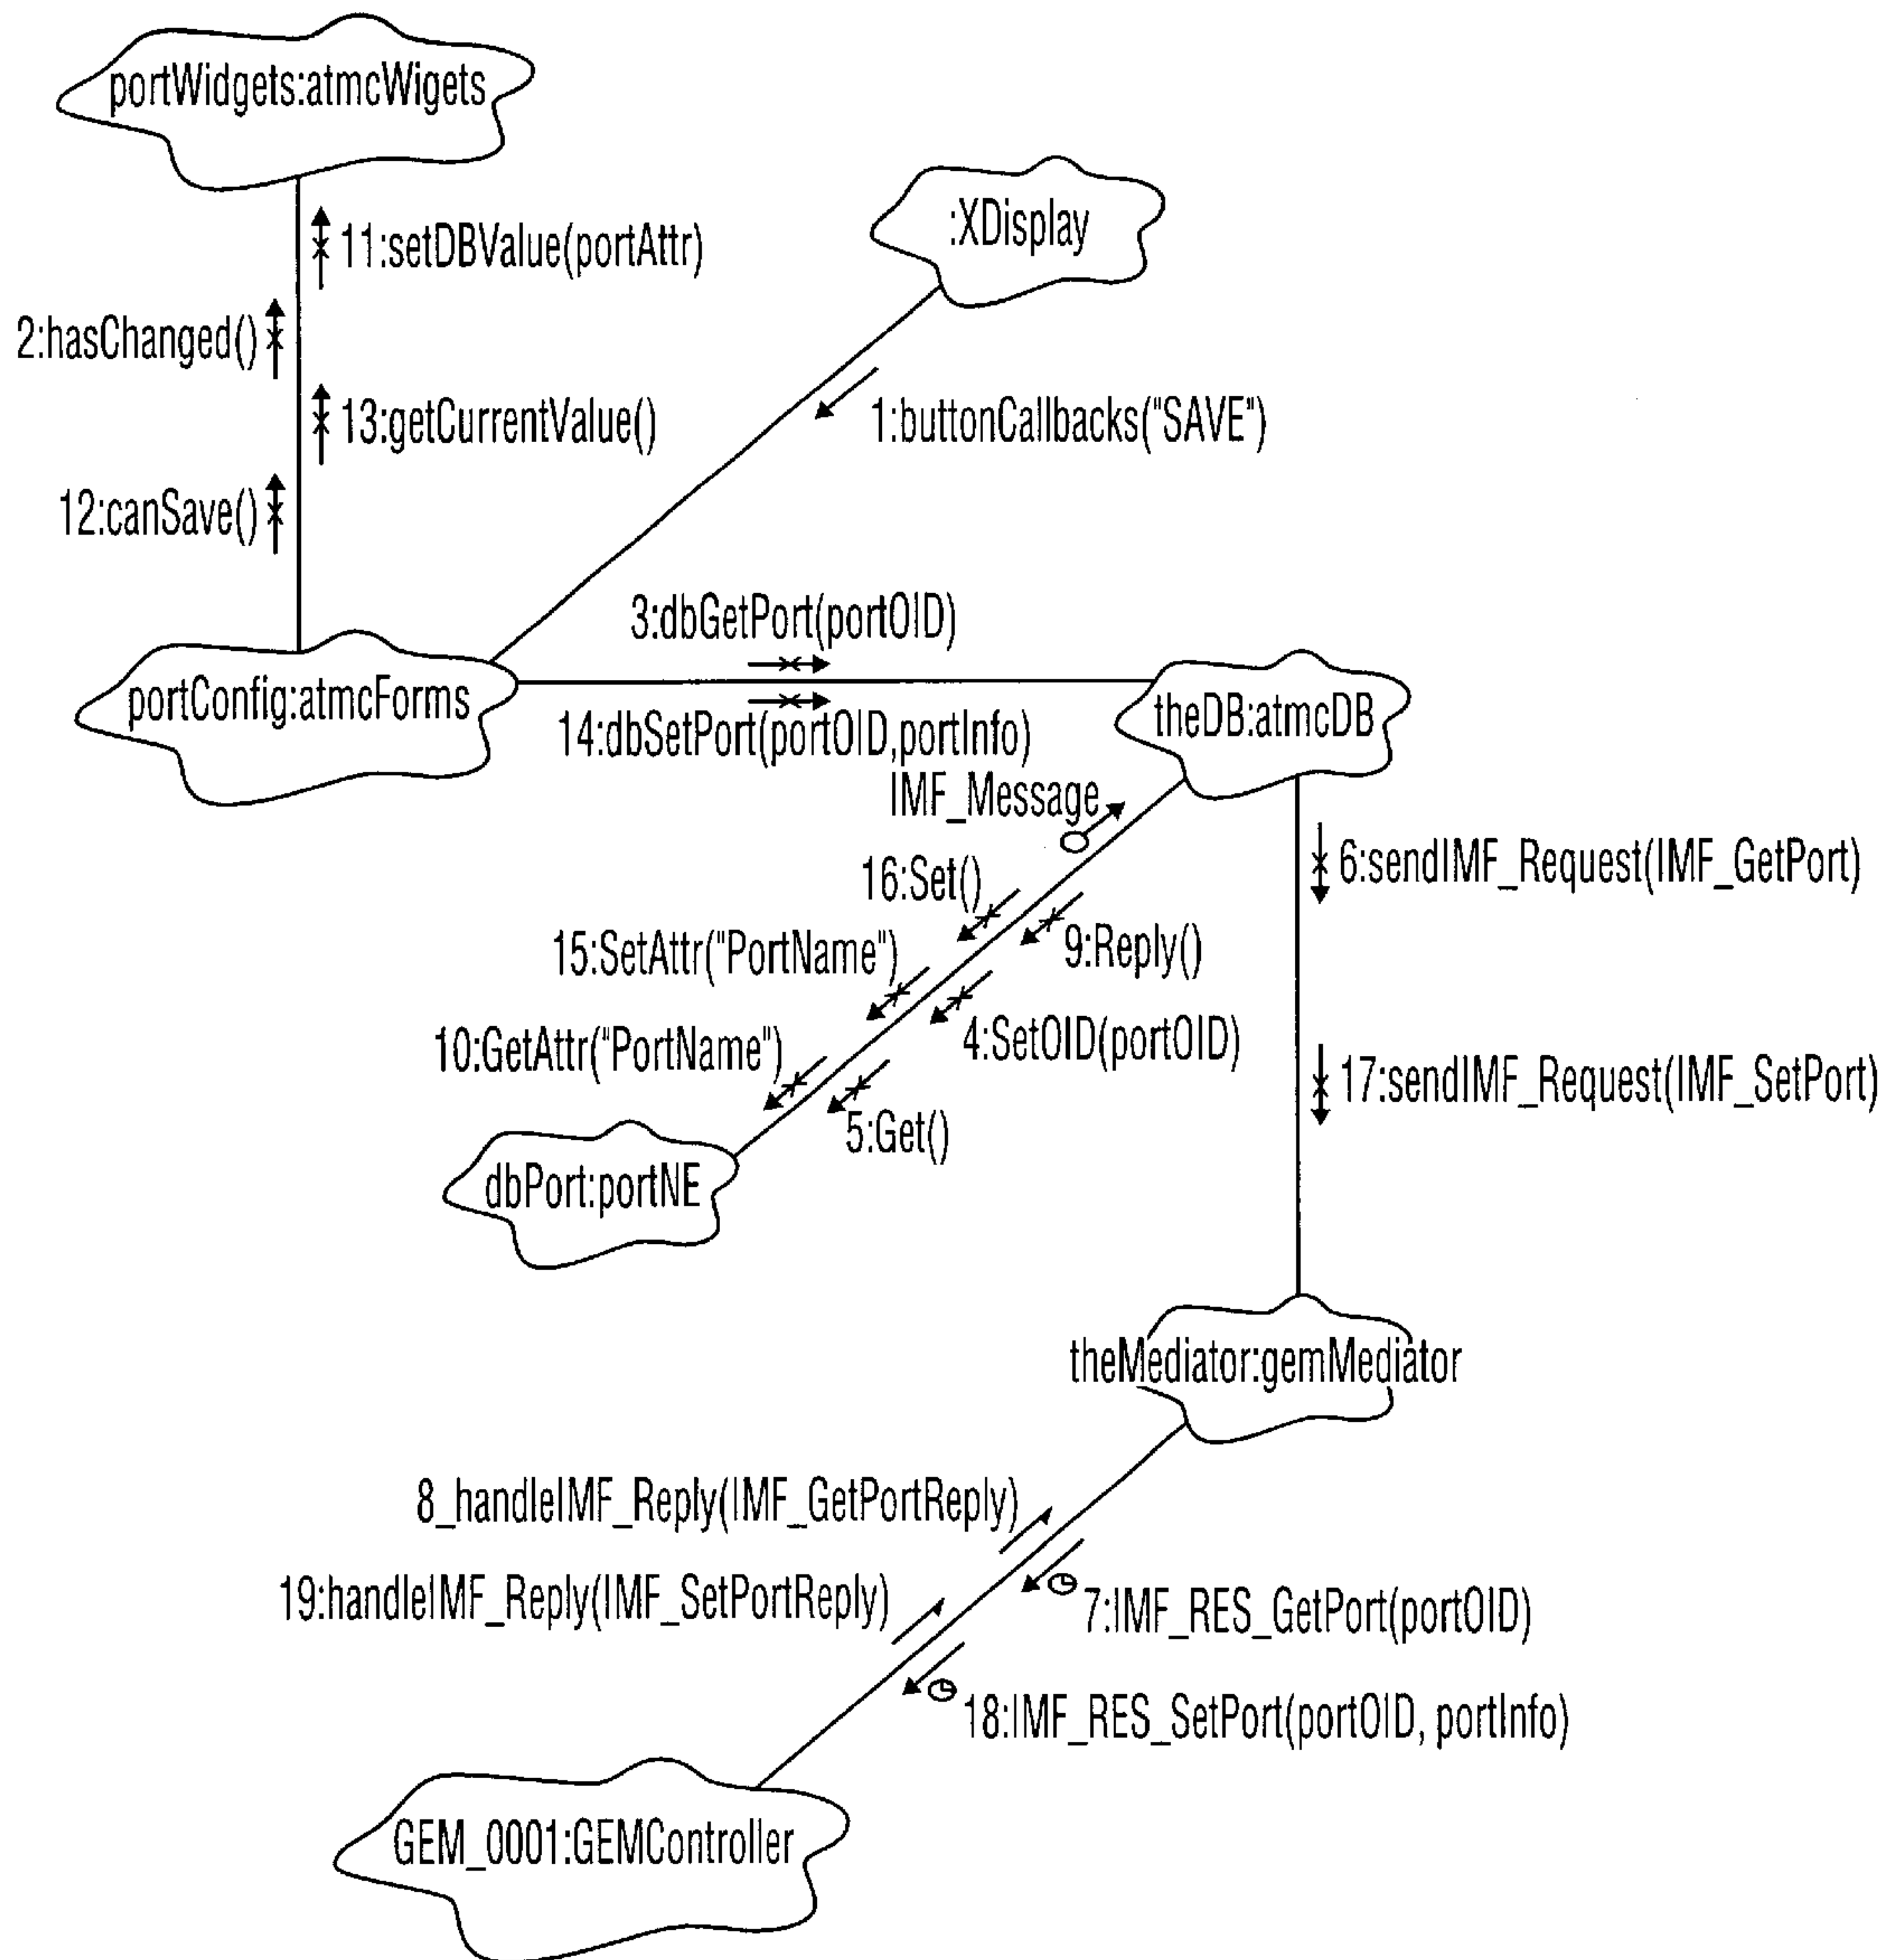 portWidgets:atmcWigets
:XDisplay
11:setDBValue(portAttr)
2:hasChanged()
13:getCurrentValue()
1:buttonCallbacks("SAVE")
12:canSave()
3:dbGetPort(portOID)
portConfig:atmcForms
theDB:atmcDB
14:dbSetPort(portOID,portInfo)
IMF_Message
6:sendIMF_Request(IMF_GetPort)
16:Set()
9:Reply()
15:SetAttr("PortName")
4:SetOID(portOID)
10:GetAttr("PortName")
17:sendIMF_Request(IMF_SetPort)
5:Get()
dbPort:portNE
theMediator:gemMediator
8_handleIMF_Reply(IMF_GetPortReply)
19:handleIMF_Reply(IMF_SetPortReply)
7:IMF_RES_GetPort(portOID)
18:IMF_RES_SetPort(portOID, portInfo)
GEM_0001:GEMController